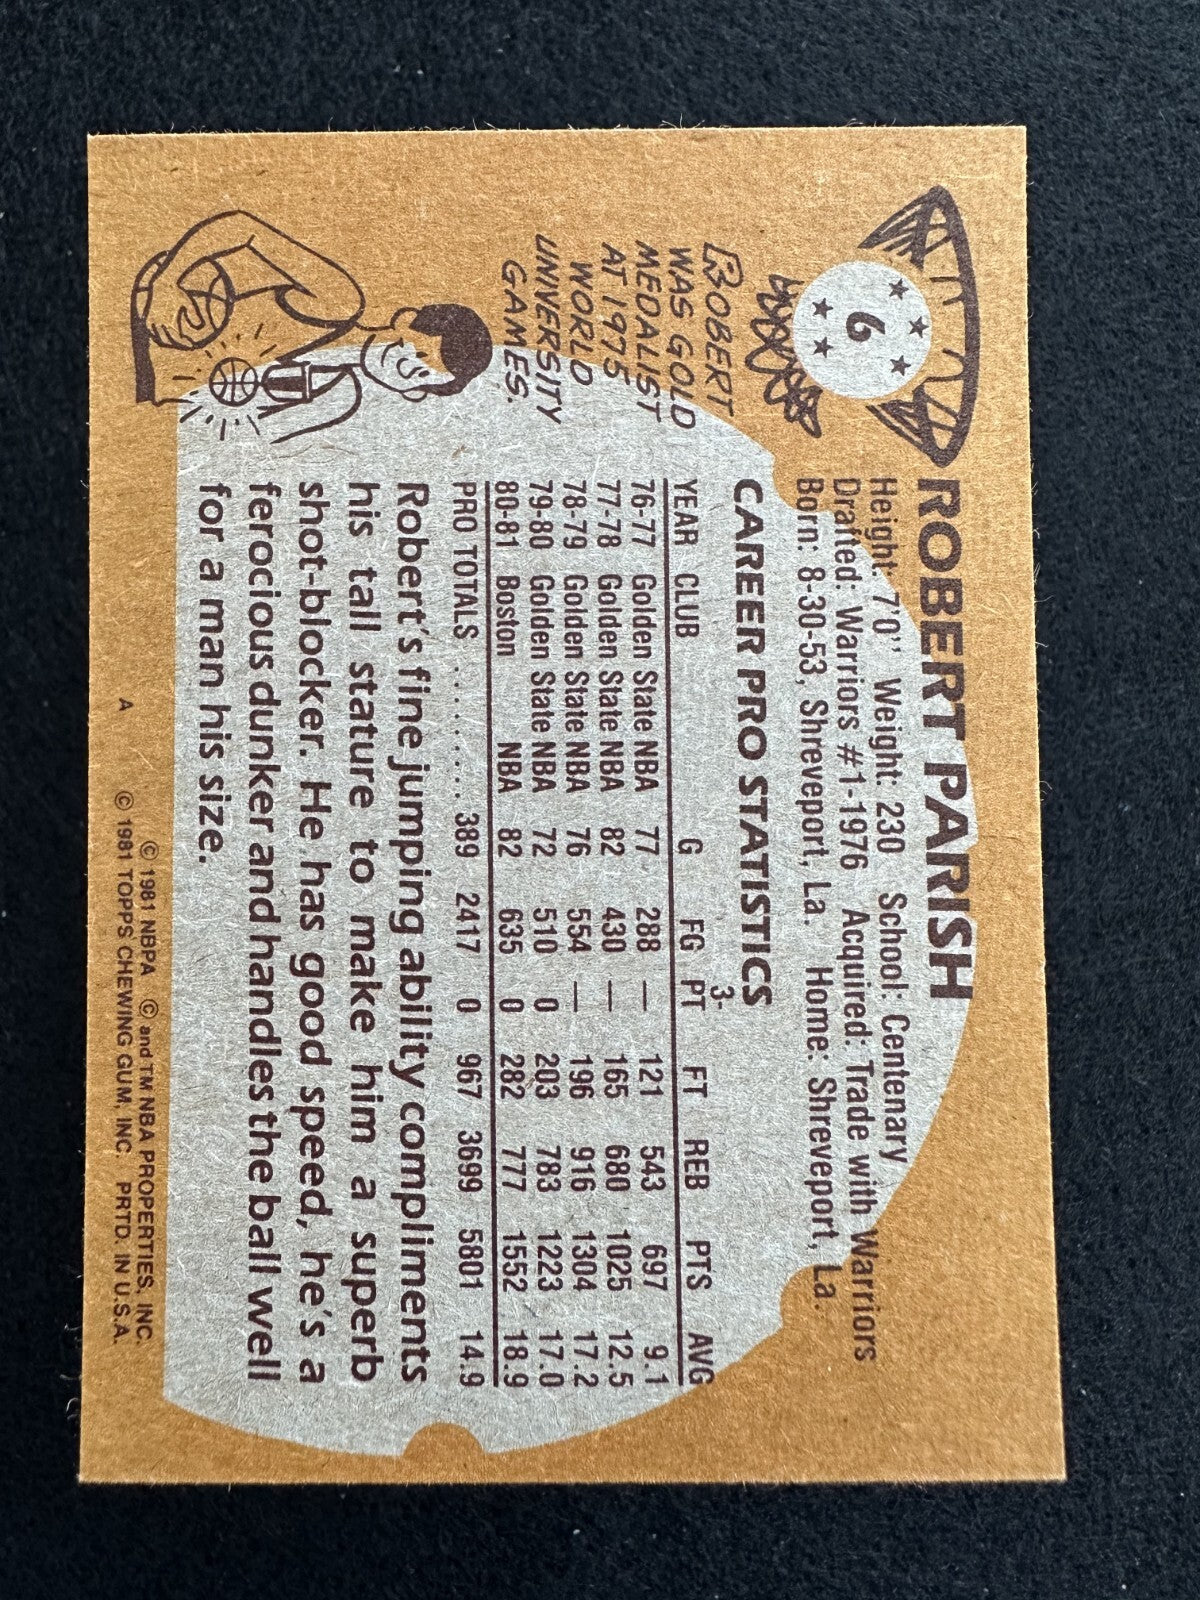 6
ROBERT PARISH
Height: 7'0" Weight: 230 School: Centenary
Drafted: Warriors #1-1976 Acquired: Trade with Warriors
Born: 8-30-53, Shreveport, La. Home: Shreveport, La.
ROBERT
WAS GOLD
MEDALIST
AT 1975
WORLD
UNIVERSITY
GAMES.
CAREER PRO STATISTICS
YEAR CLUB G FG 3-PT FT REB PTS AVG
76-77 Golden State NBA 77 288 — 121 543 697 9.1
77-78 Golden State NBA 82 430 — 165 680 1025 12.5
78-79 Golden State NBA 76 554 — 196 916 1304 17.2
79-80 Golden State NBA 72 510 0 203 783 1223 17.0
80-81 Boston NBA 82 635 0 282 777 1552 18.9
PRO TOTALS .......... 389 2417 0 967 3699 5801 14.9
Robert's fine jumping ability compliments
his tall stature to make him a superb
shot-blocker. He has good speed, he's a
ferocious dunker and handles the ball well
for a man his size.
© 1981 NBPA © and TM NBA PROPERTIES, INC.
A © 1981 TOPPS CHEWING GUM, INC. PRTD. IN U.S.A.